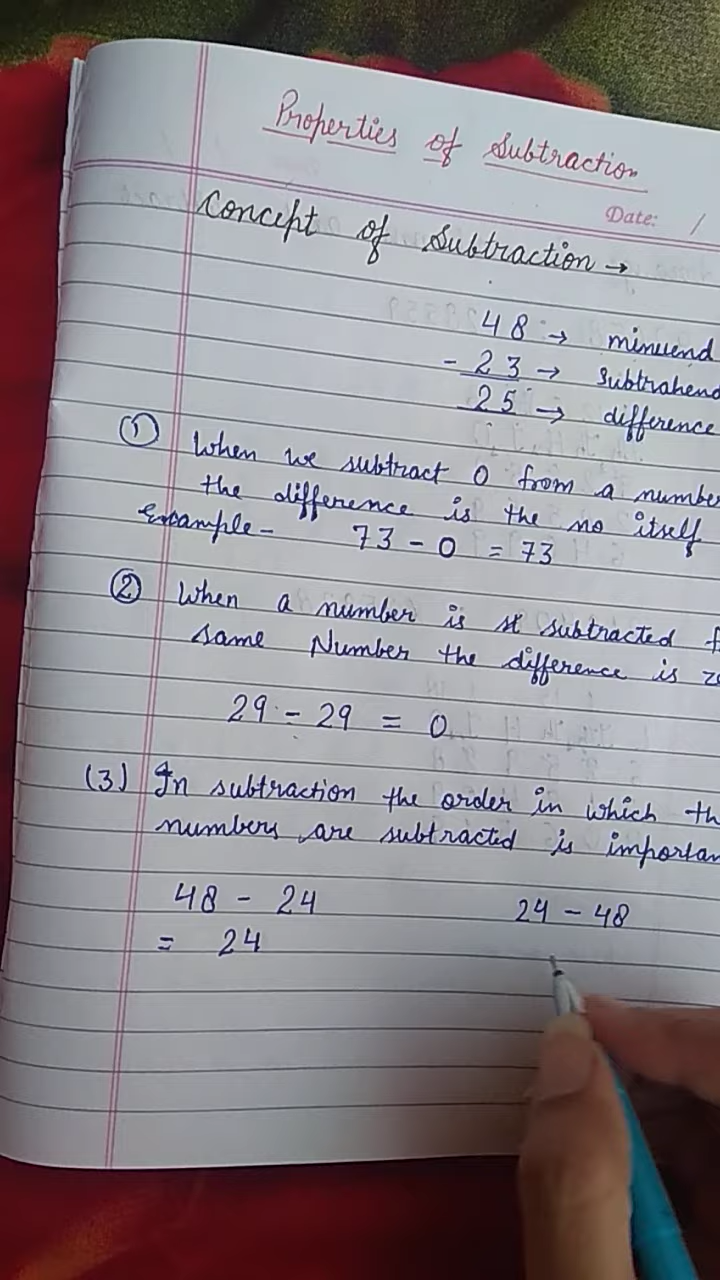 Properties of Subtraction
Date: /
Concept of Subtraction →
48 → minuend
- 23 → Subtrahend
25 → difference
① When we subtract 0 from a number
the difference is the no itself
Example - 73 - 0 = 73
② When a number is st subtracted f
same Number the difference is ze
29 - 29 = 0
(3) In subtraction the order in which th
numbers are subtracted is importan
48 - 24 24 - 48
= 24